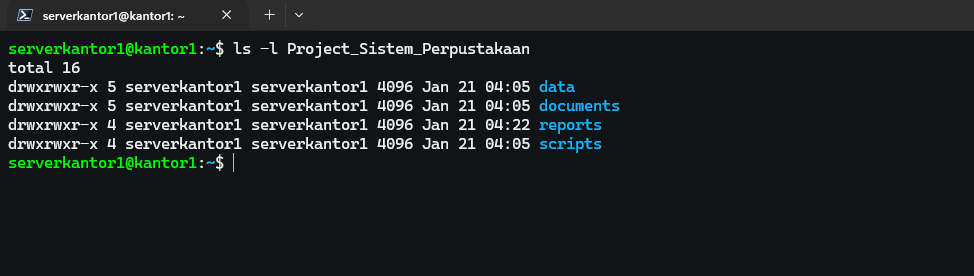 serverkantor1@kantor1: ~
serverkantor1@kantor1:~$ ls -l Project_Sistem_Perpustakaan
total 16
drwxrwxr-x 5 serverkantor1 serverkantor1 4096 Jan 21 04:05 data
drwxrwxr-x 5 serverkantor1 serverkantor1 4096 Jan 21 04:05 documents
drwxrwxr-x 4 serverkantor1 serverkantor1 4096 Jan 21 04:22 reports
drwxrwxr-x 4 serverkantor1 serverkantor1 4096 Jan 21 04:05 scripts
serverkantor1@kantor1:~$